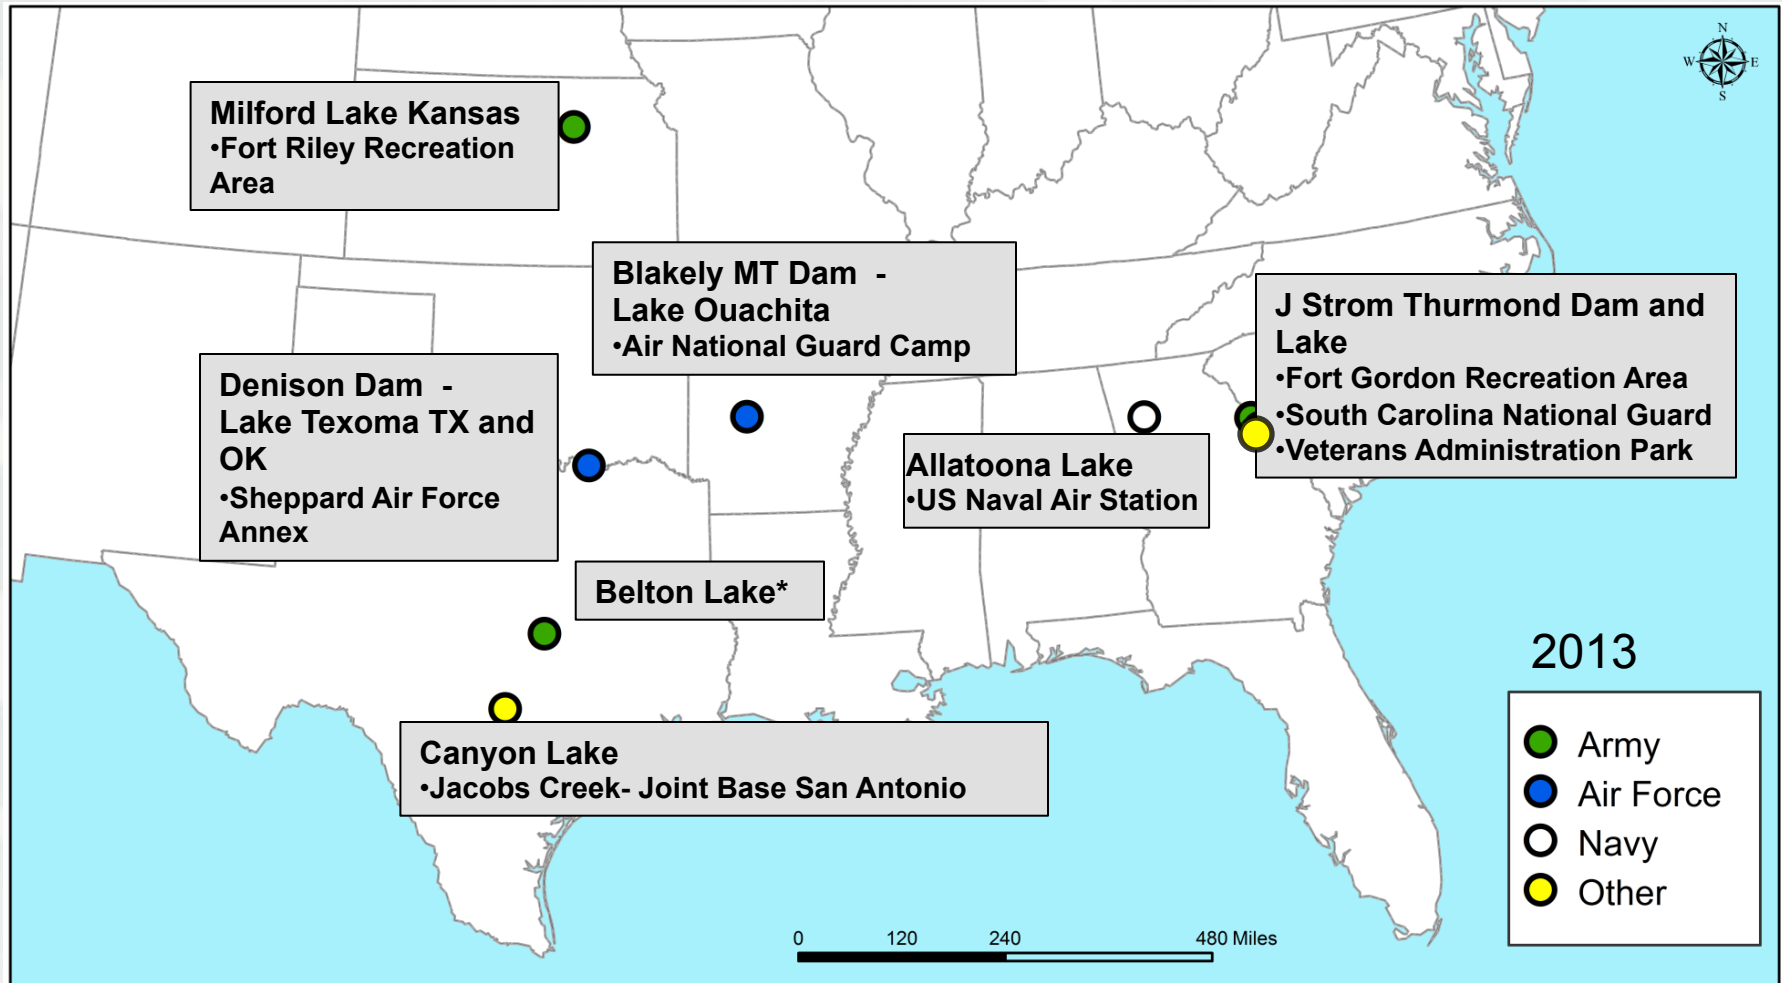 N
W E
S
Milford Lake Kansas
•Fort Riley Recreation
Area
Blakely MT Dam -
Lake Ouachita
•Air National Guard Camp
J Strom Thurmond Dam and
Lake
•Fort Gordon Recreation Area
•South Carolina National Guard
•Veterans Administration Park
Denison Dam -
Lake Texoma TX and
OK
•Sheppard Air Force
Annex
Allatoona Lake
•US Naval Air Station
Belton Lake*
Canyon Lake
•Jacobs Creek- Joint Base San Antonio
2013
Army
Air Force
Navy
Other
0 120 240 480 Miles